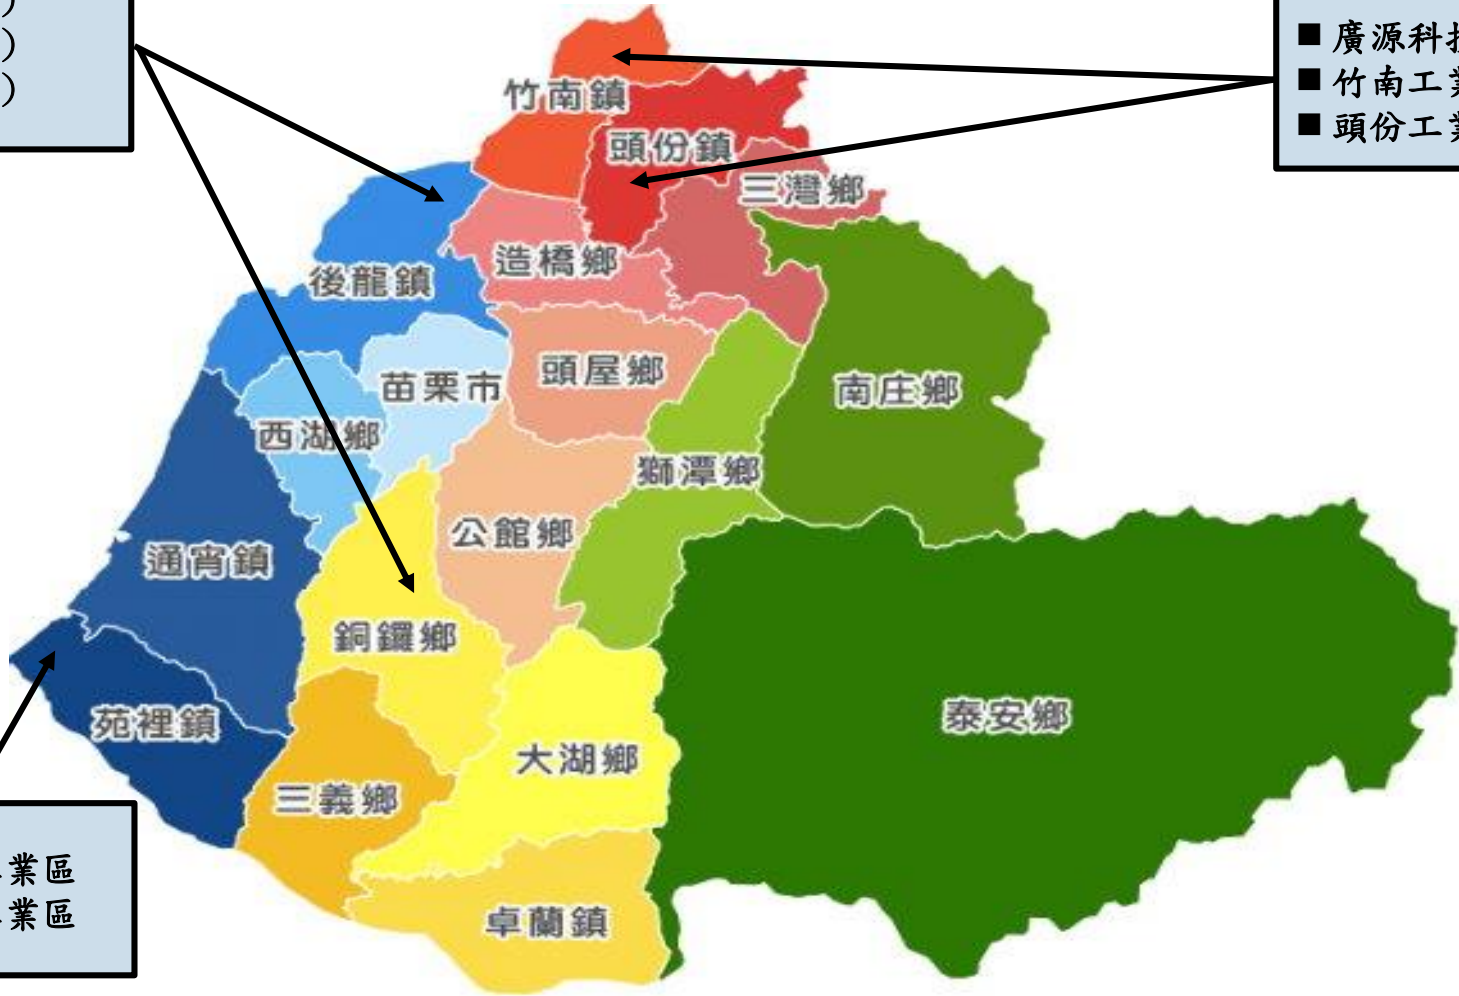 ）
）
）
■ 廣源科技
■ 竹南工業
■ 頭份工業
竹南鎮
頭份鎮
三灣鄉
造橋鄉
後龍鎮
頭屋鄉
苗栗市
南庄鄉
西湖鄉
獅潭鄉
公館鄉
通宵鎮
銅鑼鄉
苑裡鎮
泰安鄉
大湖鄉
三義鄉
卓蘭鎮
業區
業區